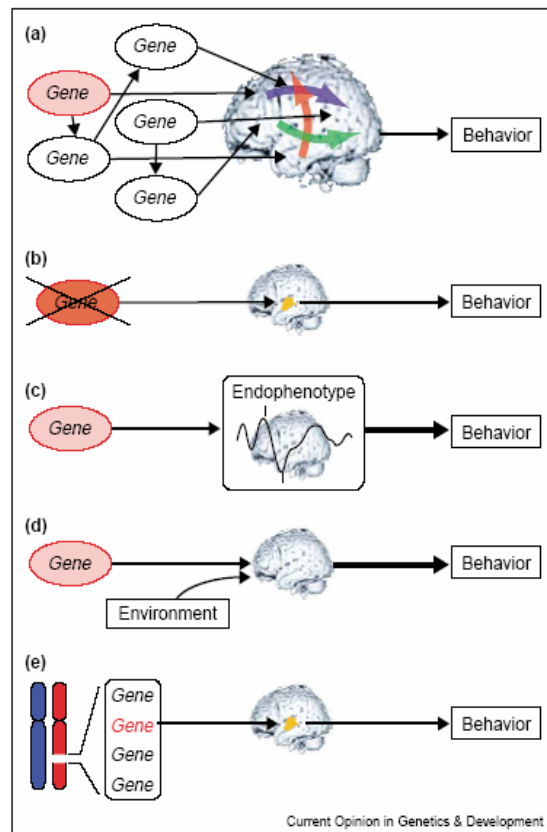 (a)
Gene
Gene
Gene
Gene
Gene
Behavior
(b)
Gene
Behavior
(c)
Endophenotype
Gene
Behavior
(d)
Gene
Behavior
Environment
(e)
Gene
Gene
Behavior
Gene
Gene
Current Opinion in Genetics & Development